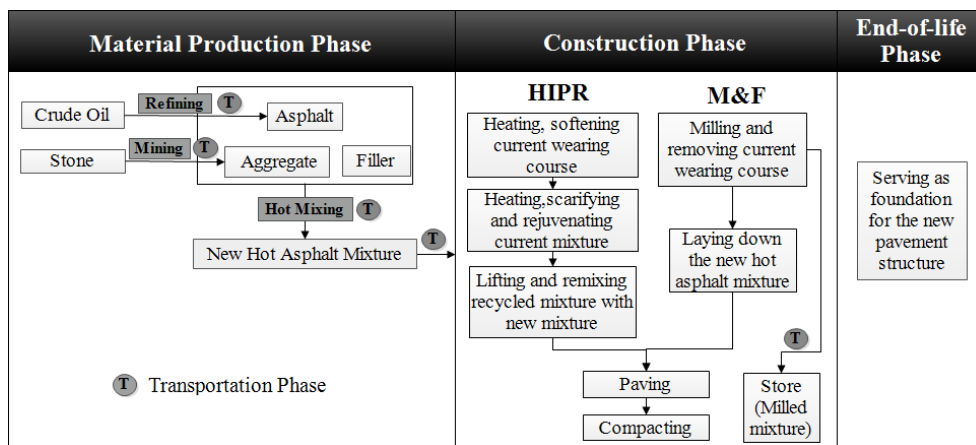 Material Production Phase
Construction Phase
End-of-life
Phase
Crude Oil
Refining
T
Asphalt
Stone
Mining
T
Aggregate
Filler
Hot Mixing
T
New Hot Asphalt Mixture
T
T
Transportation Phase
HIPR
Heating, softening
current wearing
course
Heating,scarifying
and rejuvenating
current mixture
Lifting and remixing
recycled mixture with
new mixture
M&F
Milling and
removing current
wearing course
Laying down
the new hot
asphalt mixture
T
Paving
Compacting
Store
(Milled
mixture)
Serving as
foundation
for the new
pavement
structure